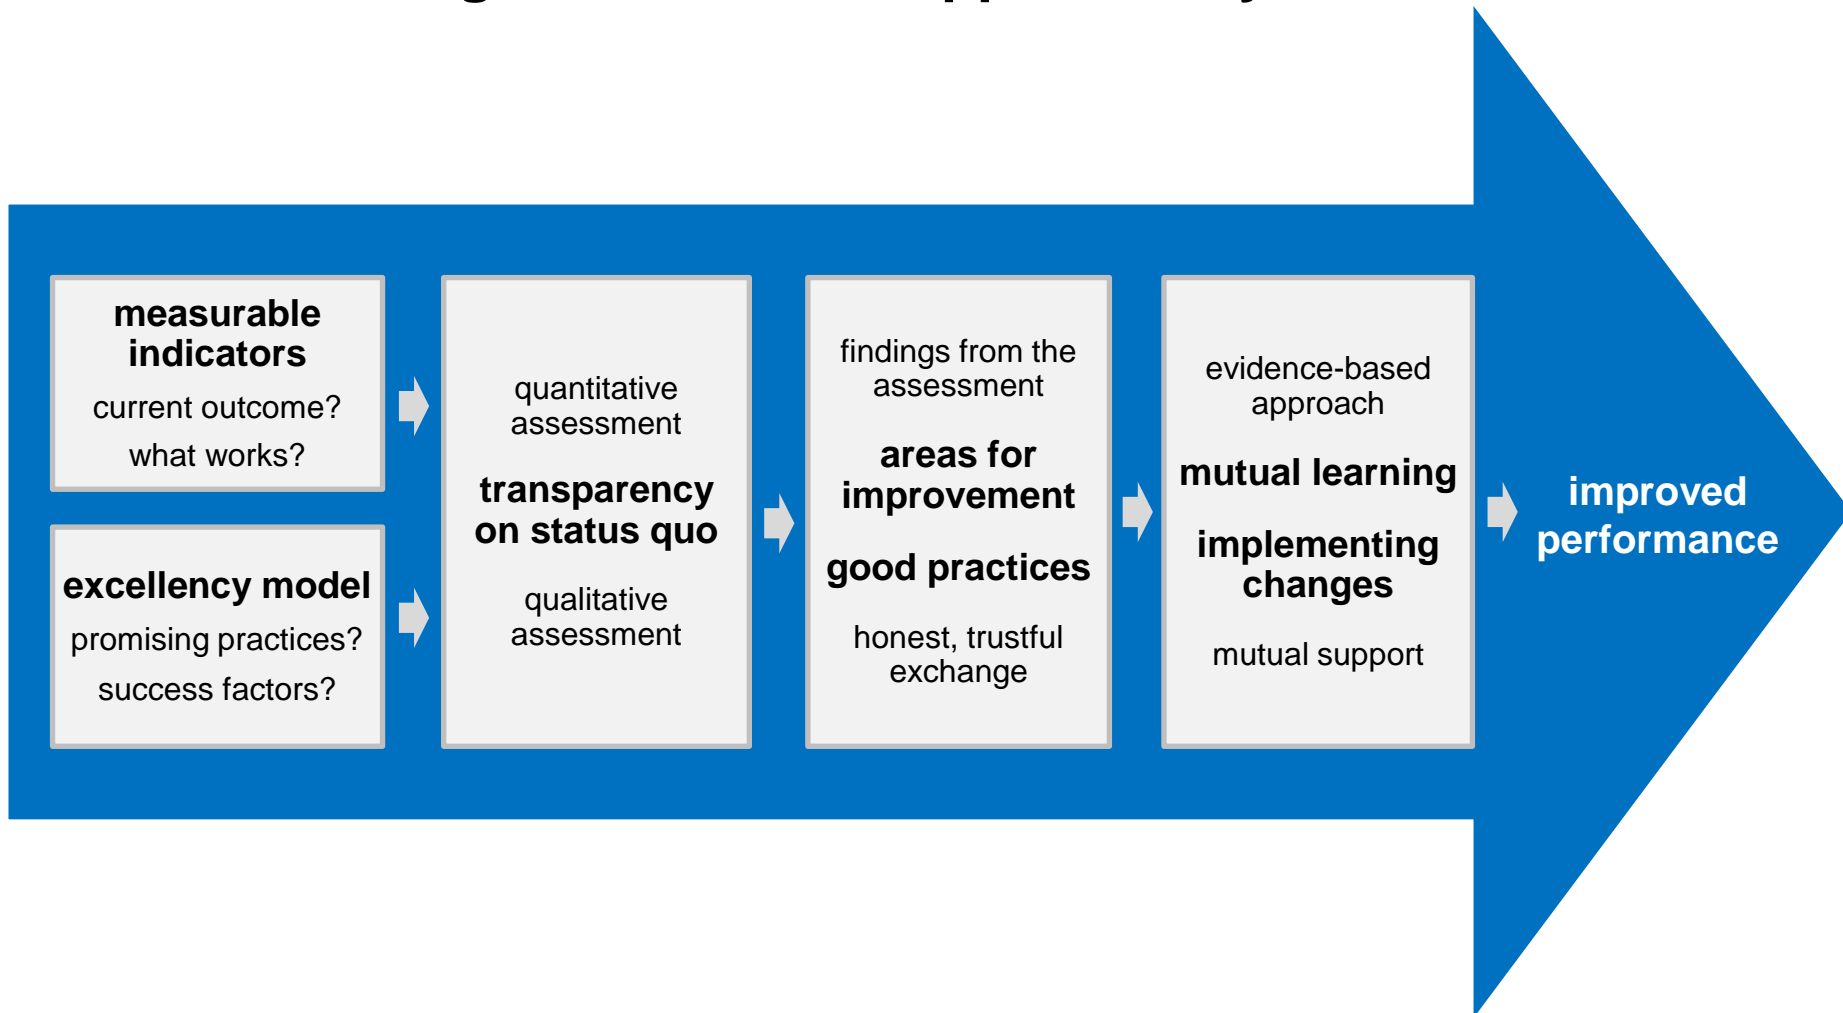 measurable
indicators
current outcome?
what works?
excellency model
promising practices?
success factors?
quantitative
assessment
transparency
on status quo
qualitative
assessment
findings from the
assessment
areas for
improvement
good practices
honest, trustful
exchange
evidence-based
approach
mutual learning
implementing
changes
mutual support
improved
performance